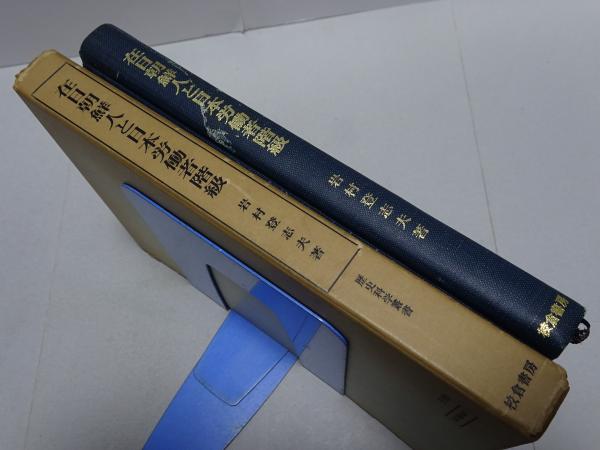 在日朝鮮人と日本労働者階級
岩村登志夫著
校倉書房
在日朝鮮人と日本労働者階級
岩村登志夫著
歴史科学叢書
校倉書房